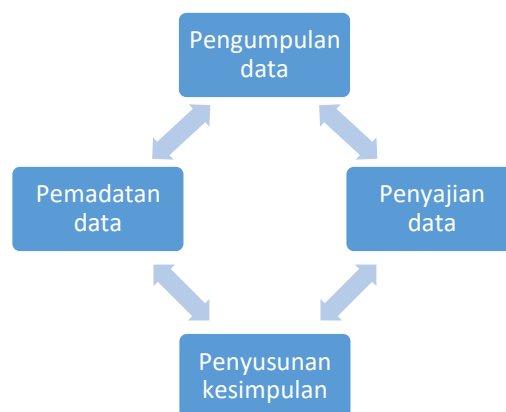 Pengumpulan
data
Pemadatan
data
Penyajian
data
Penyusunan
kesimpulan